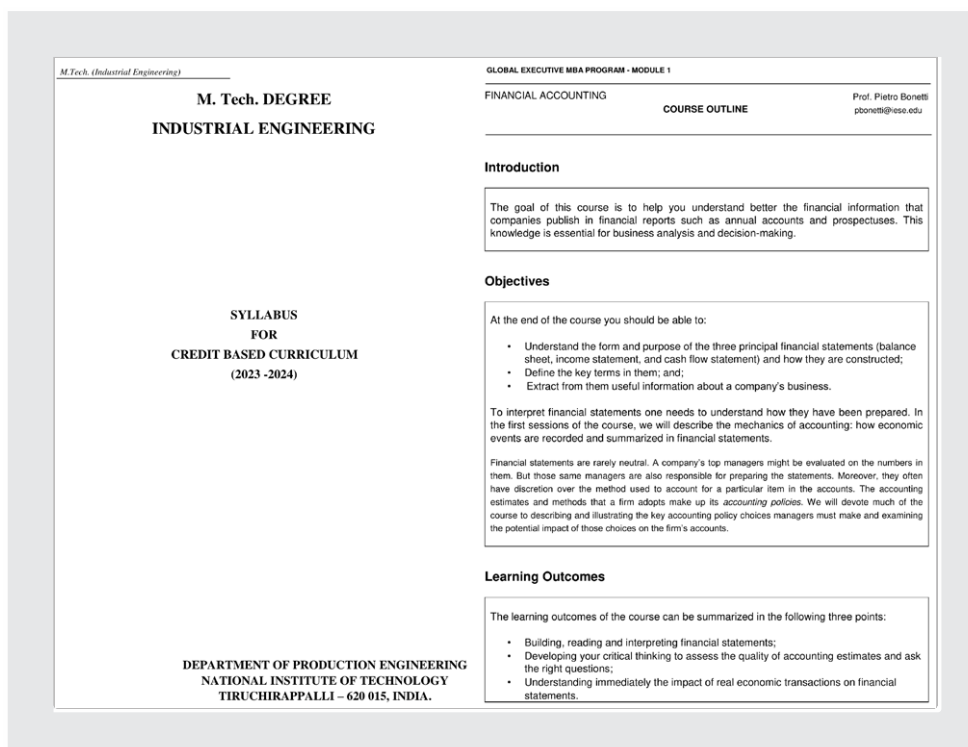 M.Tech. (Industrial Engineering)
M. Tech. DEGREE
INDUSTRIAL ENGINEERING
SYLLABUS
FOR
CREDIT BASED CURRICULUM
(2023 -2024)
DEPARTMENT OF PRODUCTION ENGINEERING
NATIONAL INSTITUTE OF TECHNOLOGY
TIRUCHIRAPPALLI – 620 015, INDIA.
GLOBAL EXECUTIVE MBA PROGRAM - MODULE 1
FINANCIAL ACCOUNTING
Prof. Pietro Bonetti
COURSE OUTLINE
pbonetti@iese.edu
Introduction
The goal of this course is to help you understand better the financial information that
companies publish in financial reports such as annual accounts and prospectuses. This
knowledge is essential for business analysis and decision-making.
Objectives
At the end of the course you should be able to:
• Understand the form and purpose of the three principal financial statements (balance
sheet, income statement, and cash flow statement) and how they are constructed;
• Define the key terms in them; and;
• Extract from them useful information about a company's business.
To interpret financial statements one needs to understand how they have been prepared. In
the first sessions of the course, we will describe the mechanics of accounting: how economic
events are recorded and summarized in financial statements.
Financial statements are rarely neutral. A company's top managers might be evaluated on the numbers in
them. But those same managers are also responsible for preparing the statements. Moreover, they often
have discretion over the method used to account for a particular item in the accounts. The accounting
estimates and methods that a firm adopts make up its accounting policies. We will devote much of the
course to describing and illustrating the key accounting policy choices managers must make and examining
the potential impact of those choices on the firm's accounts.
Learning Outcomes
The learning outcomes of the course can be summarized in the following three points:
• Building, reading and interpreting financial statements;
• Developing your critical thinking to assess the quality of accounting estimates and ask
the right questions;
• Understanding immediately the impact of real economic transactions on financial
statements.